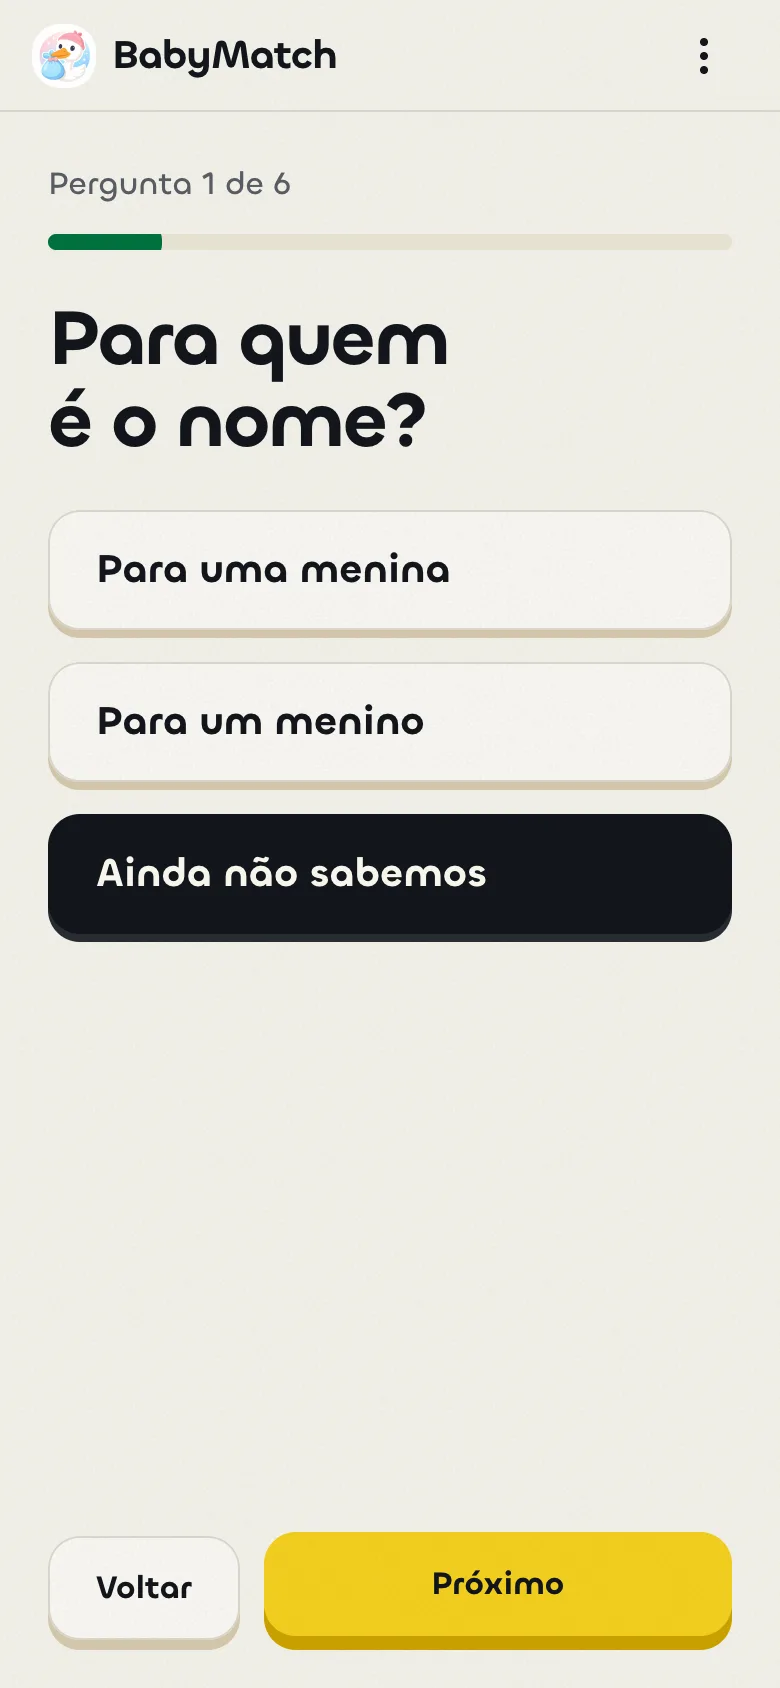 BabyMatch
Pergunta 1 de 6
Para quem
é o nome?
Para uma menina
Para um menino
Ainda não sabemos
Voltar
Próximo